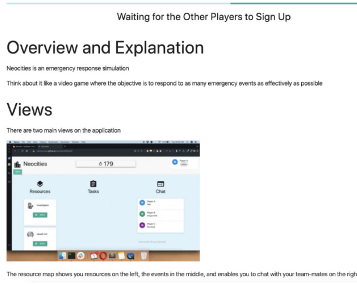 Waiting for the Other Players to Sign Up
Overview and Explanation
Neocities is an emergency response simulation
Think about it like a video game where the objective is to respond to as many emergency events as effectively as possible
Views
There are two main views on the application
Neocities
179
Resources
Tasks
Chat
The resource map shows you resources on the left, the events in the middle, and enables you to chat with your team-mates on the righ